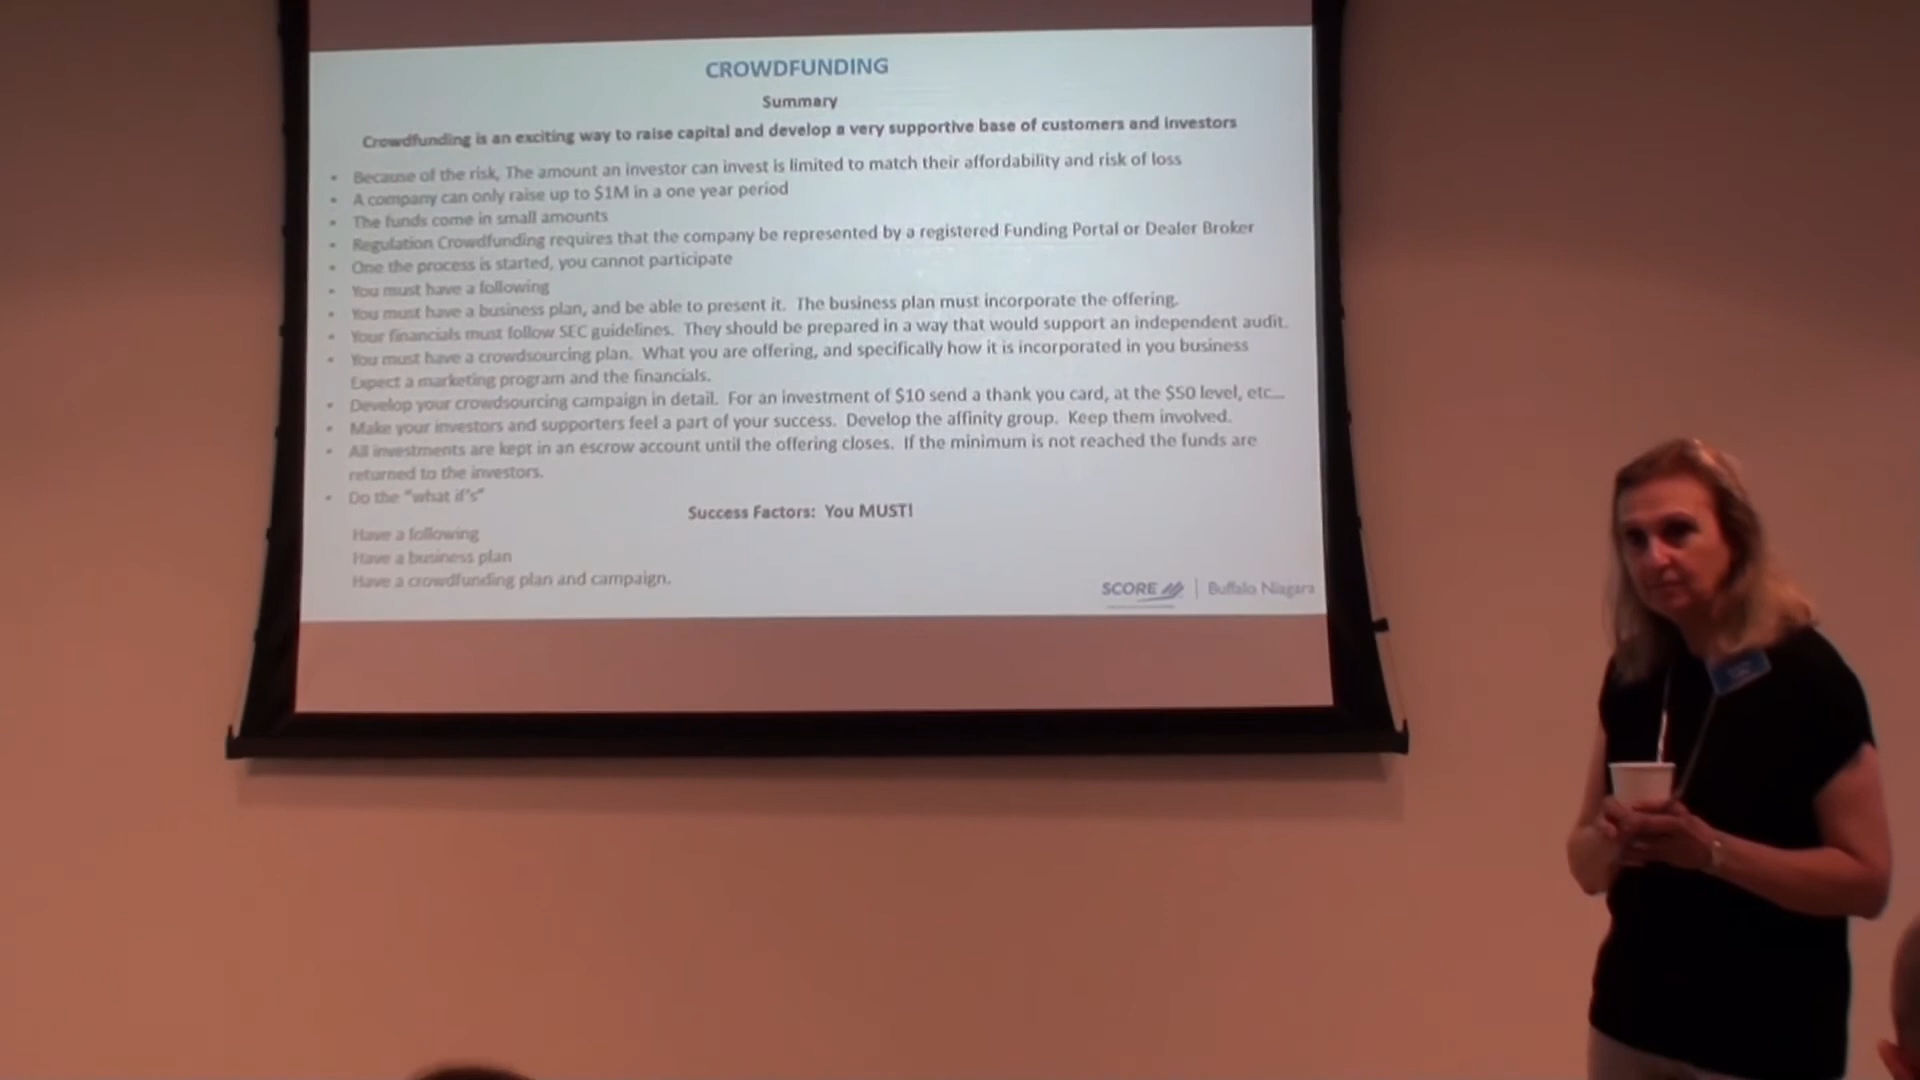 CROWDFUNDING
Summary
Crowdfunding is an exciting way to raise capital and develop a very supportive base of customers and investors
• Because of the risk, The amount an investor can invest is limited to match their affordability and risk of loss
• A company can only raise up to $1M in a one year period
• The funds come in small amounts
• Regulation Crowdfunding requires that the company be represented by a registered Funding Portal or Dealer Broker
• One the process is started, you cannot participate
• You must have a following
• You must have a business plan, and be able to present it. The business plan must incorporate the offering.
• Your financials must follow SEC guidelines. They should be prepared in a way that would support an independent audit.
• You must have a crowdsourcing plan. What you are offering, and specifically how it is incorporated in you business
Expect a marketing program and the financials.
• Develop your crowdsourcing campaign in detail. For an investment of $10 send a thank you card, at the $50 level, etc...
• Make your investors and supporters feel a part of your success. Develop the affinity group. Keep them involved.
• All investments are kept in an escrow account until the offering closes. If the minimum is not reached the funds are
returned to the investors.
• Do the "what if's"
Success Factors: You MUST!
Have a following
Have a business plan
Have a crowdfunding plan and campaign.
SCORE | Buffalo Niagara